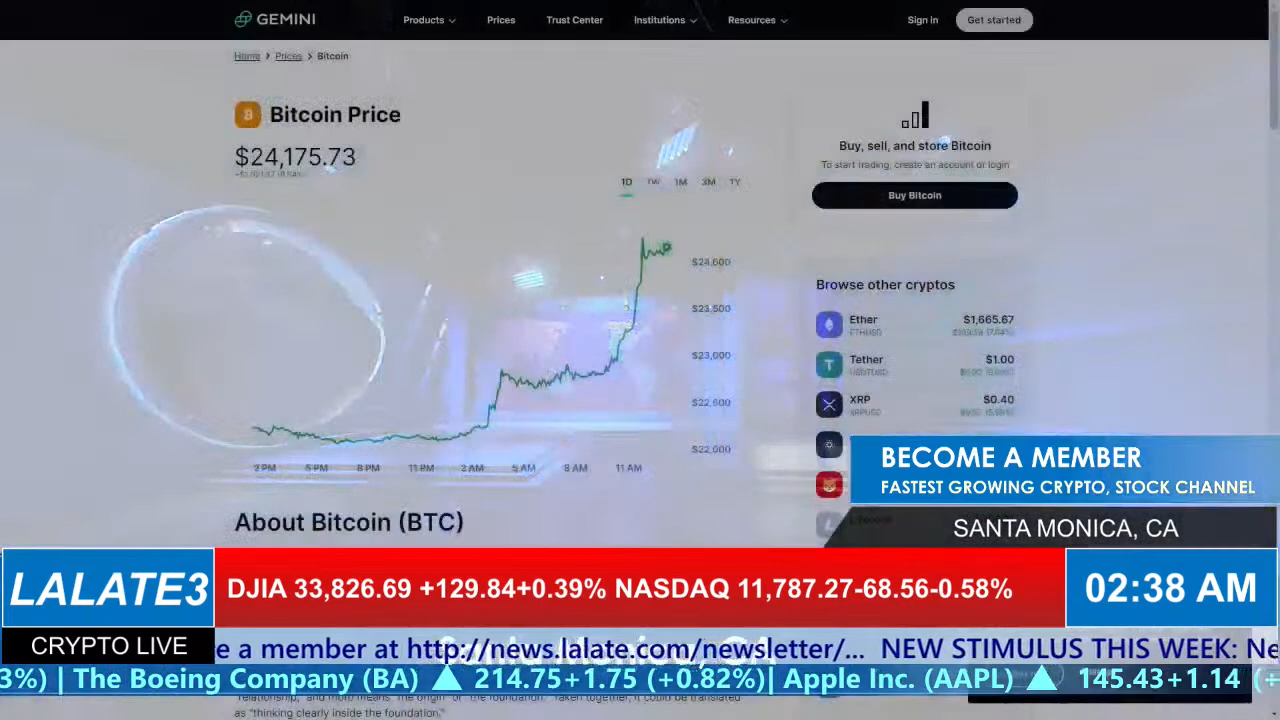 GEMINI
Products Prices Trust Center Institutions Resources Sign in Get started
Home > Prices > Bitcoin
Bitcoin Price
$24,175.73
1D 1W 1M 3M 1Y
Buy, sell, and store Bitcoin
To start trading, create an account or login
Buy Bitcoin
$23,500
$23,000
$22,000
2 PM 5 PM 8 PM 11 PM 2 AM 5 AM 8 AM 11 AM
Browse other cryptos
Ether $1,665.67
ETHUSD
Tether $1.00
USDTUSD
XRP $0.40
XRPUSD
About Bitcoin (BTC)
BECOME A MEMBER
FASTEST GROWING CRYPTO, STOCK CHANNEL
SANTA MONICA, CA
LALATE3
DJIA 33,826.69 +129.84+0.39% NASDAQ 11,787.27-68.56-0.58%
02:38 AM
CRYPTO LIVE
e a member at http://news.lalate.com/newsletter/... NEW STIMULUS THIS WEEK: Ne
3%) | The Boeing Company (BA) ▲ 214.75+1.75 (+0.82%)| Apple Inc. (AAPL) ▲ 145.43+1.14 (+
as "thinking clearly inside the foundation."